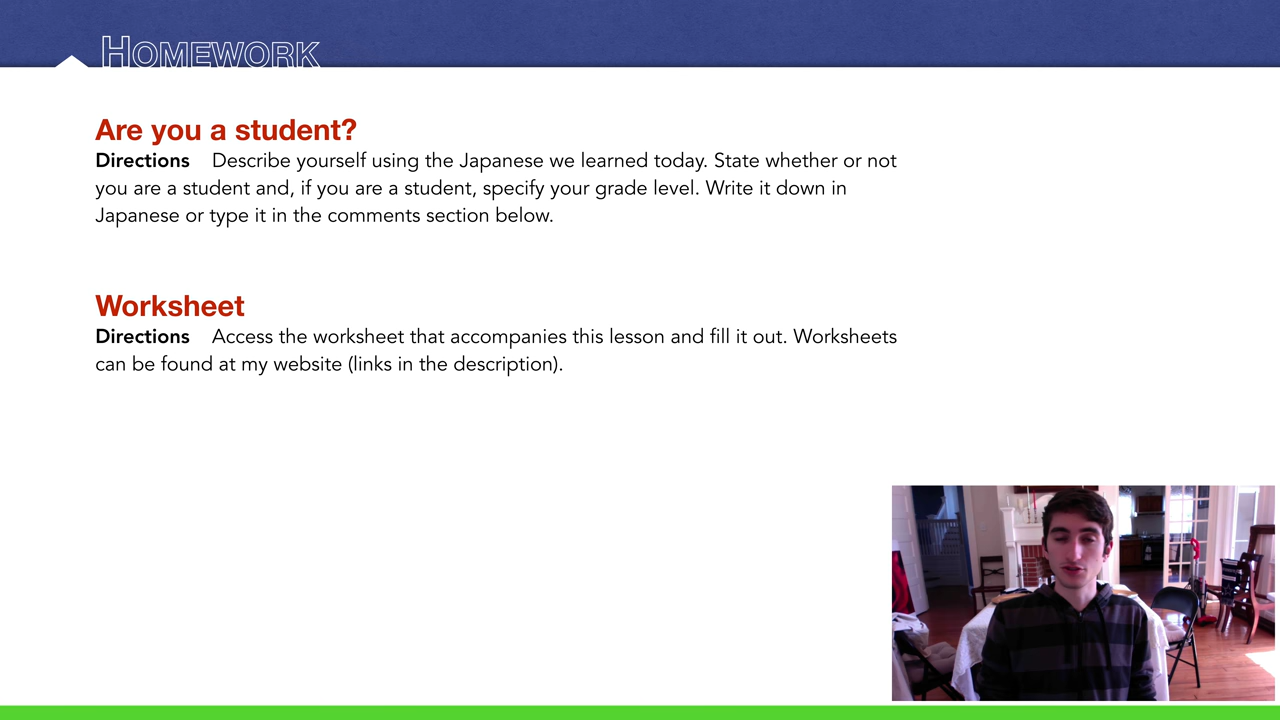 HOMEWORK
Are you a student?
Directions Describe yourself using the Japanese we learned today. State whether or not
you are a student and, if you are a student, specify your grade level. Write it down in
Japanese or type it in the comments section below.
Worksheet
Directions Access the worksheet that accompanies this lesson and fill it out. Worksheets
can be found at my website (links in the description).